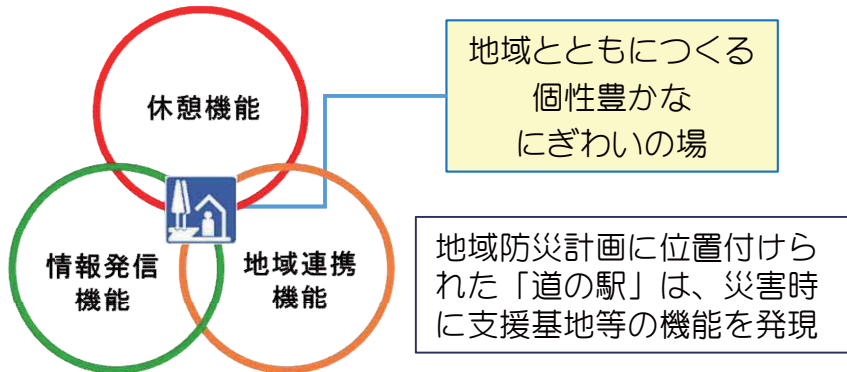 休憩機能
情報発信
機能
地域連携
機能
地域とともにつくる
個性豊かな
にぎわいの場
地域防災計画に位置付けら
れた「道の駅」は、災害時
に支援基地等の機能を発現